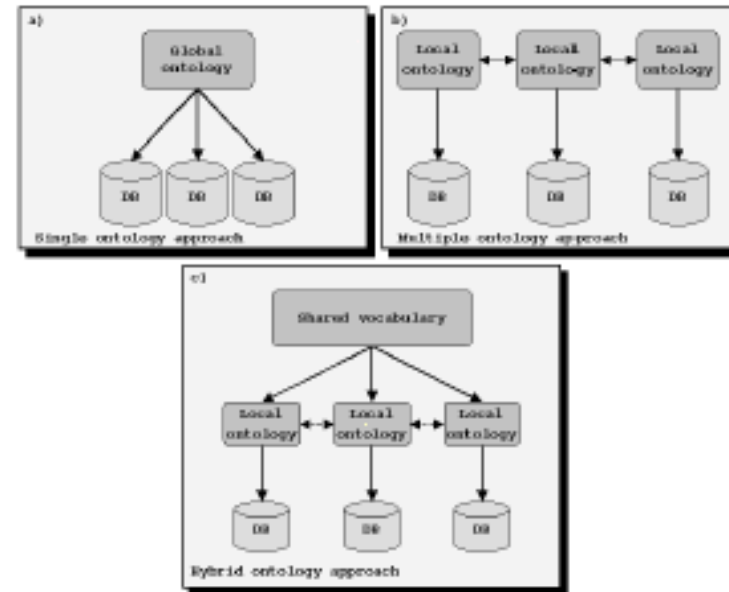 a)
Global
ontology
DB DB DB
Single ontology approach
b)
Local
ontology
Local
ontology
Local
ontology
DB DB DB
Multiple ontology approach
c)
Shared vocabulary
Local
ontology
Local
ontology
Local
ontology
DB DB DB
Hybrid ontology approach